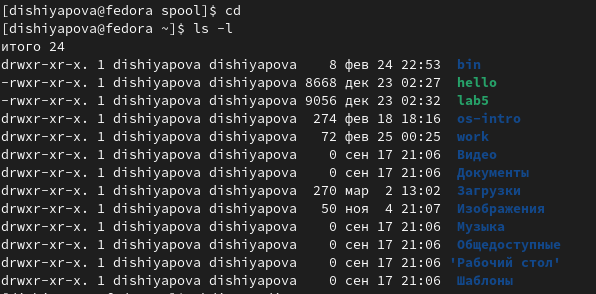 [dishiyapova@fedora spool]$ cd
[dishiyapova@fedora ~]$ ls -l
итого 24
drwxr-xr-x. 1 dishiyapova dishiyapova    8 фев 24 22:53  bin
-rwxr-xr-x. 1 dishiyapova dishiyapova 8668 дек 23 02:27  hello
-rwxr-xr-x. 1 dishiyapova dishiyapova 9056 дек 23 02:32  lab5
drwxr-xr-x. 1 dishiyapova dishiyapova  274 фев 18 18:16  os-intro
drwxr-xr-x. 1 dishiyapova dishiyapova   72 фев 25 00:25  work
drwxr-xr-x. 1 dishiyapova dishiyapova    0 сен 17 21:06  Видео
drwxr-xr-x. 1 dishiyapova dishiyapova    0 сен 17 21:06  Документы
drwxr-xr-x. 1 dishiyapova dishiyapova  270 мар  2 13:02  Загрузки
drwxr-xr-x. 1 dishiyapova dishiyapova   50 ноя  4 21:07  Изображения
drwxr-xr-x. 1 dishiyapova dishiyapova    0 сен 17 21:06  Музыка
drwxr-xr-x. 1 dishiyapova dishiyapova    0 сен 17 21:06  Общедоступные
drwxr-xr-x. 1 dishiyapova dishiyapova    0 сен 17 21:06 'Рабочий стол'
drwxr-xr-x. 1 dishiyapova dishiyapova    0 сен 17 21:06  Шаблоны